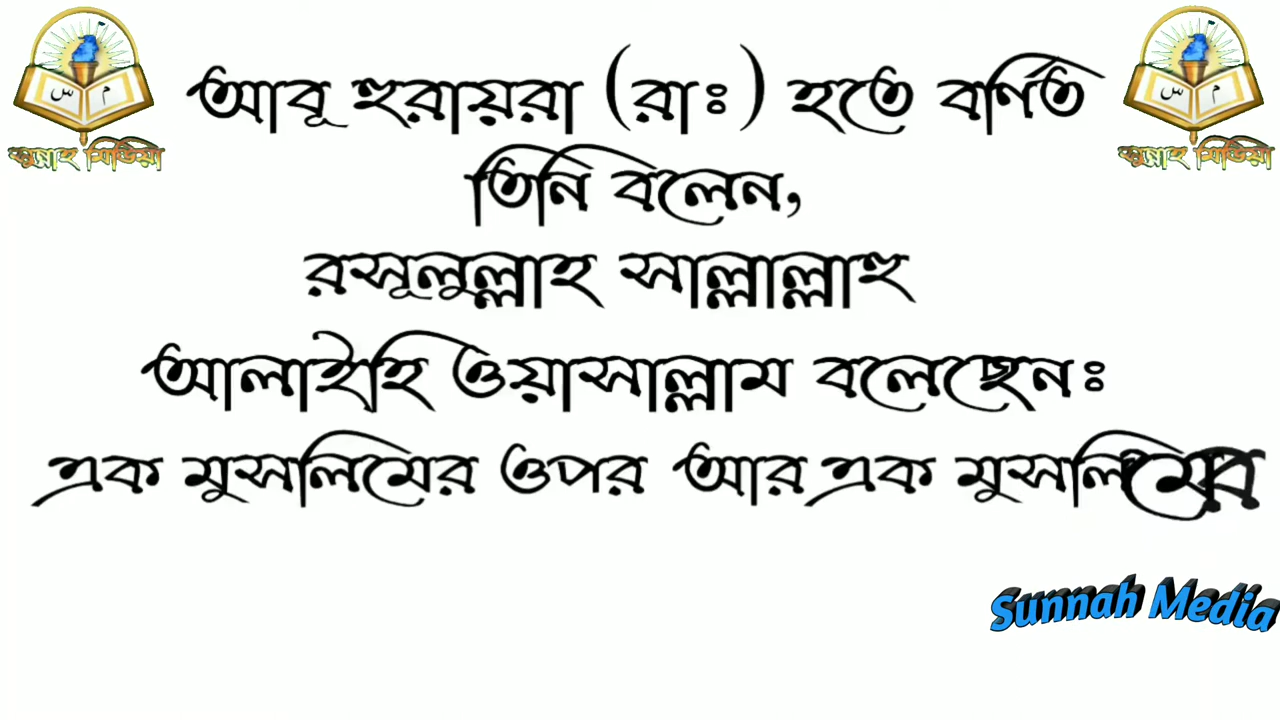 আবূ হুরায়রা (রাঃ) হতে বর্ণিত
তিনি বলেন,
রসূলুল্লাহ সাল্লাল্লাহু
আলাইহি ওয়াসাল্লাম বলেছেনঃ
এক মুসলিমের ওপর আর এক মুসলিমের
س م
সুন্নাহ মিডিয়া
س م
সুন্নাহ মিডিয়া
Sunnah Media